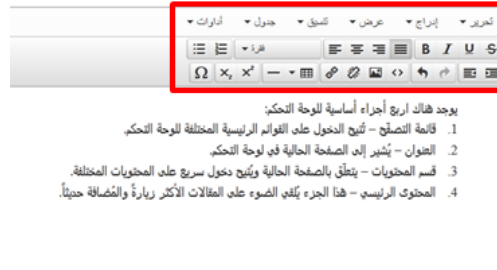 تحرير إدراج عرض تنسيق جدول أدوات
فقرة B I U S
Ω X₂ X²
يوجد هناك اربع أجزاء أساسية للوحة التحكم:
1. قائمة التصفّح – تُتيح الدخول على القوائم الرئيسية المختلفة للوحة التحكم.
2. العنوان – يُشير إلى الصفحة الحالية في لوحة التحكم.
3. قسم المحتويات – يتعلّق بالصفحة الحالية ويُتيح دخول سريع على المحتويات المختلفة.
4. المحتوى الرئيسي – هذا الجزء يُلقي الضوء على المقالات الأكثر زيارةً والمُضافة حديثاً.